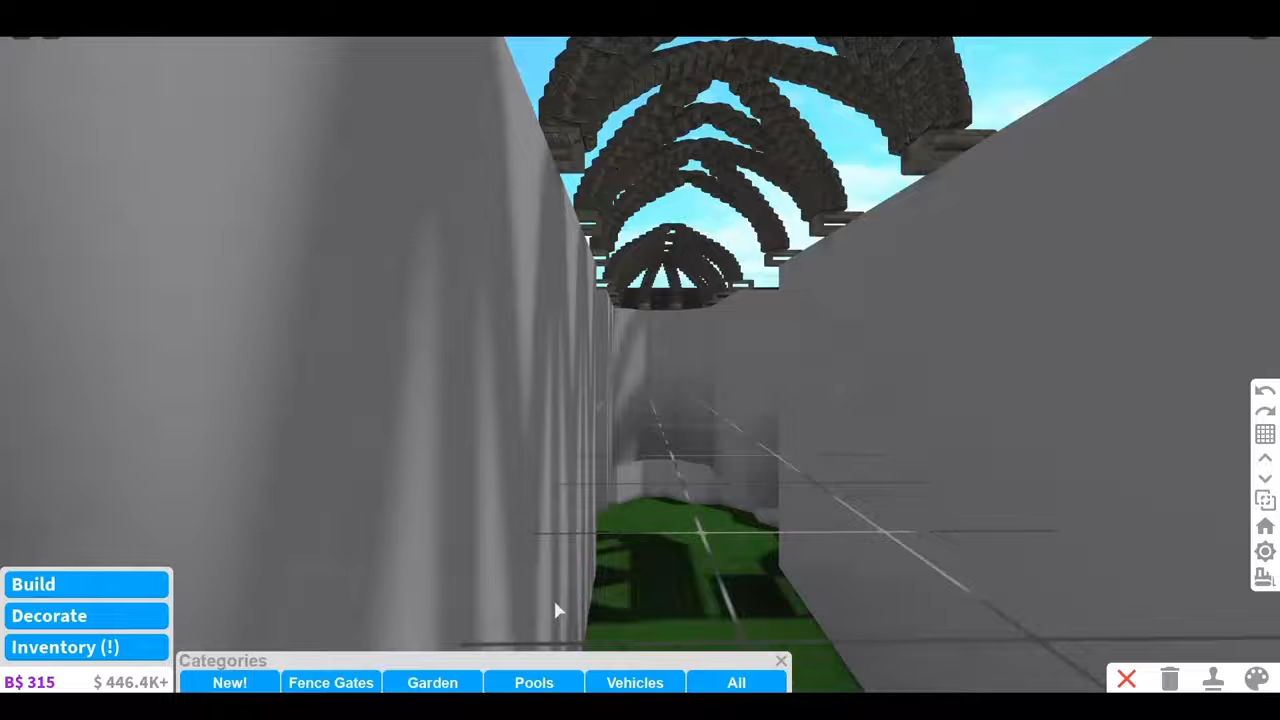 Build
Decorate
Inventory (!)
B$ 315 $ 446.4K+
Categories
New! Fence Gates Garden Pools Vehicles All